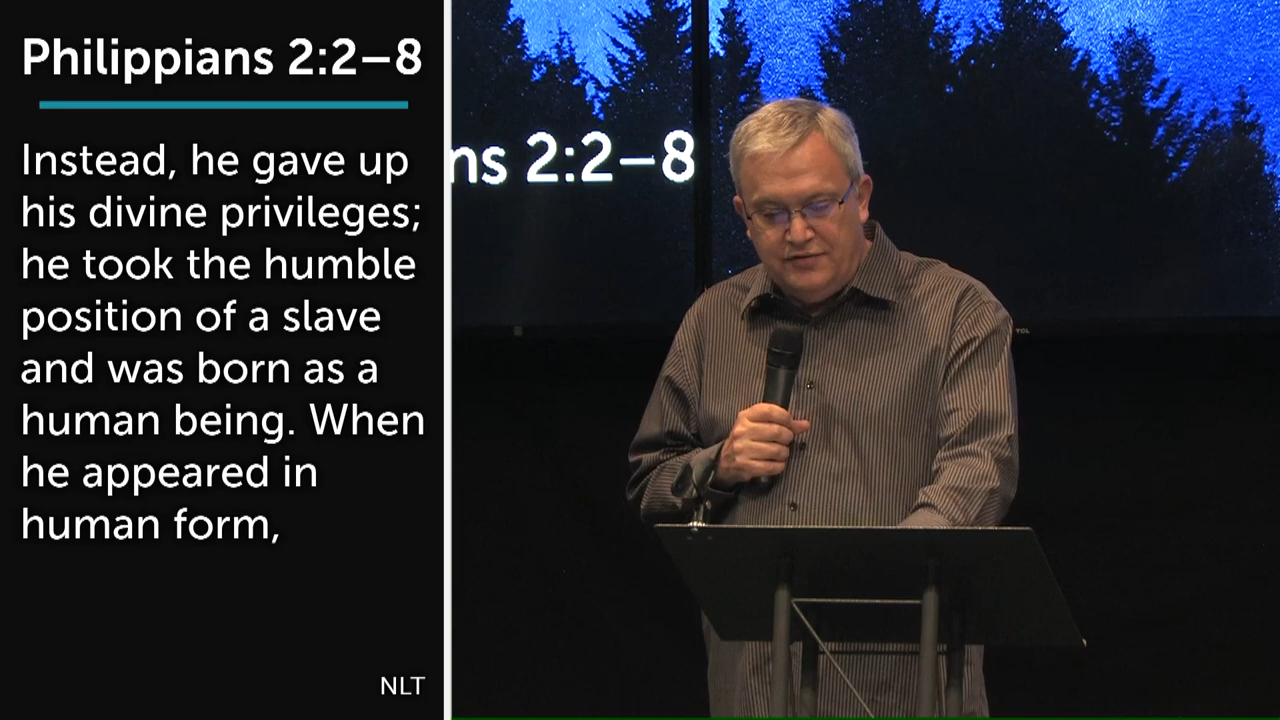 Philippians 2:2–8
Instead, he gave up
his divine privileges;
he took the humble
position of a slave
and was born as a
human being. When
he appeared in
human form,
NLT
ns 2:2–8
TCL